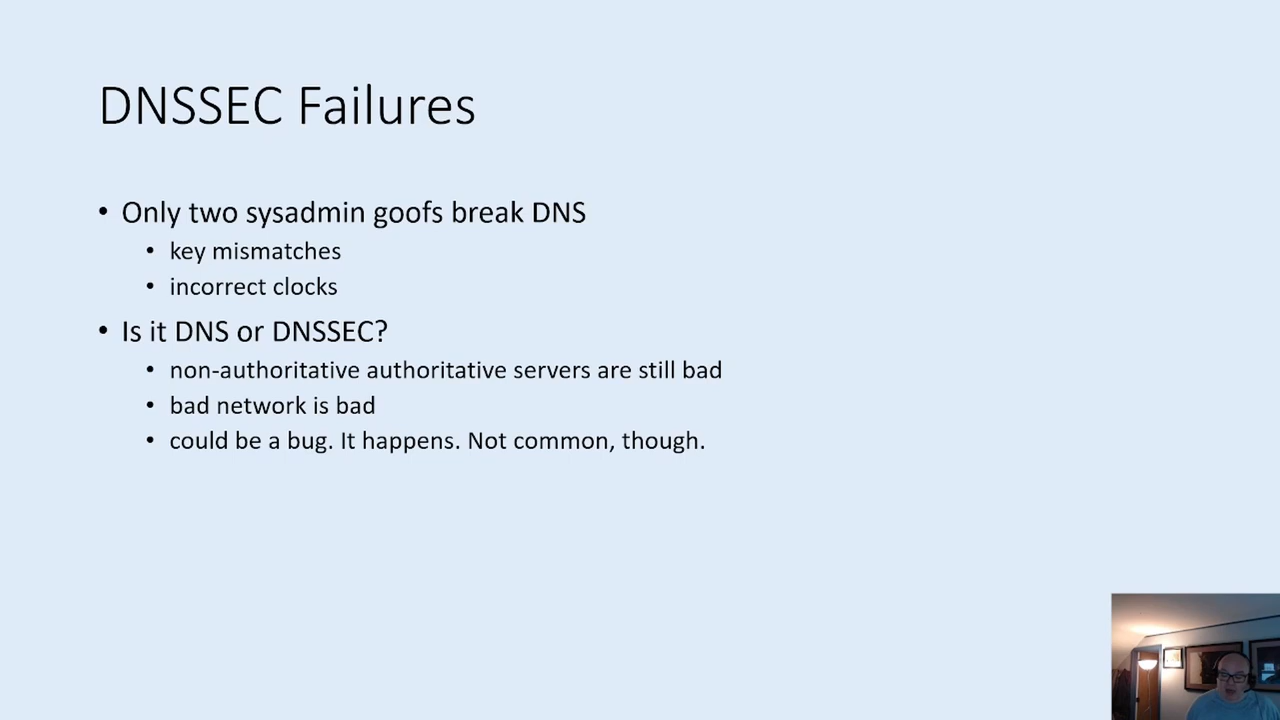 DNSSEC Failures
• Only two sysadmin goofs break DNS
• key mismatches
• incorrect clocks
• Is it DNS or DNSSEC?
• non-authoritative authoritative servers are still bad
• bad network is bad
• could be a bug. It happens. Not common, though.